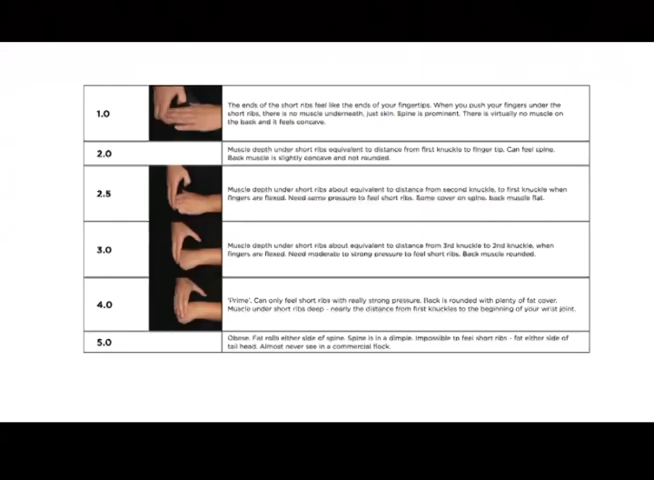 1.0
The ends of the short ribs feel like the ends of your fingertips. When you push your fingers under the
short ribs, there is no muscle underneath, just skin. Spine is prominent. There is virtually no muscle on
the back and it feels concave.
2.0
Muscle depth under short ribs equivalent to distance from first knuckle to finger tip. Can feel spine.
Back muscle is slightly concave and not rounded.
2.5
Muscle depth under short ribs about equivalent to distance from second knuckle, to first knuckle when
fingers are flexed. Need some pressure to feel short ribs. Some cover on spine, back muscle flat.
3.0
Muscle depth under short ribs about equivalent to distance from 3rd knuckle to 2nd knuckle, when
fingers are flexed. Need moderate to strong pressure to feel short ribs. Back muscle rounded.
4.0
'Prime'. Can only feel short ribs with really strong pressure. Back is rounded with plenty of fat cover.
Muscle under short ribs deep - nearly the distance from first knuckles to the beginning of your wrist joint.
5.0
Obese. Fat rolls either side of spine. Spine is in a dimple. Impossible to feel short ribs - fat either side of
tail head. Almost never see in a commercial flock.